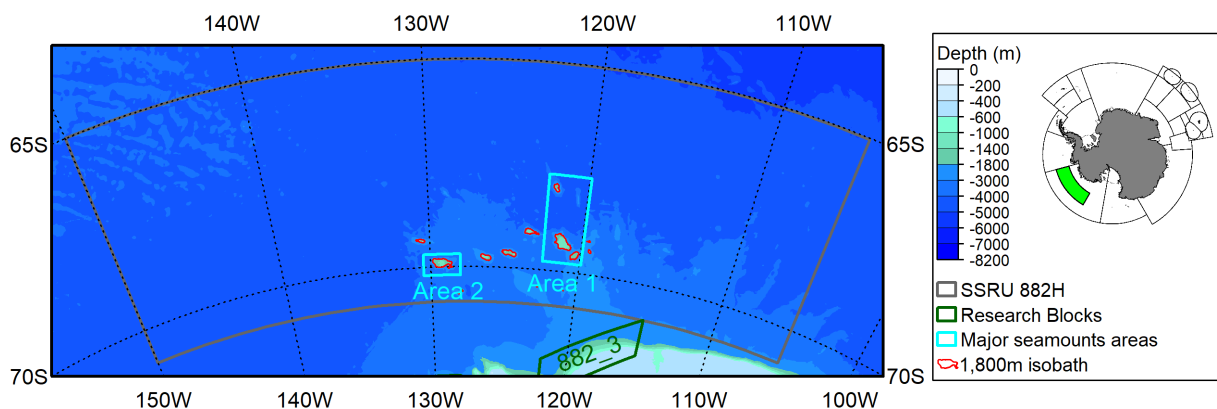 140W 130W 120W 110W
65S
65S
Area 1
Area 2
882_3
70S
70S
150W 140W 130W 120W 110W 100W
Depth (m)
0
-200
-400
-600
-1000
-1800
-3000
-4000
-5000
-6000
-7000
-8200
SSRU 882H
Research Blocks
Major seamounts areas
1,800m isobath